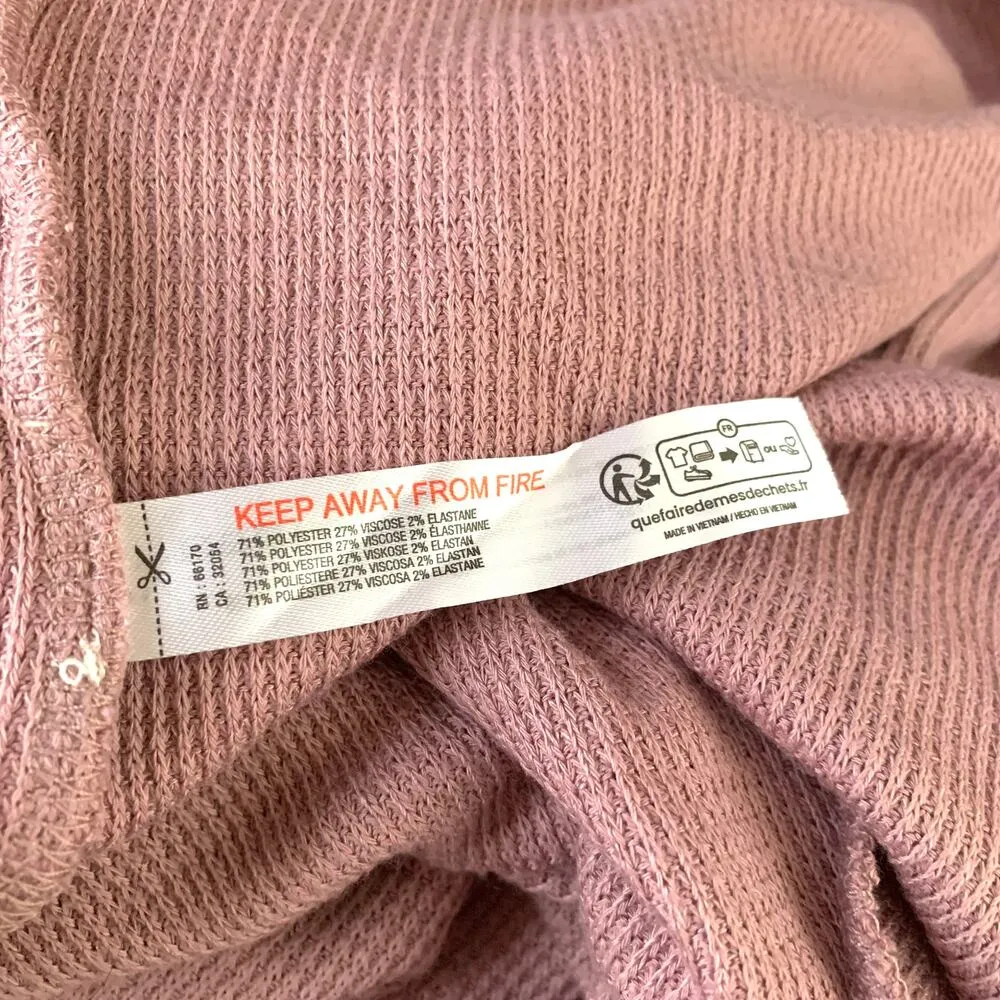 KEEP AWAY FROM FIRE
71% POLYESTER 27% VISCOSE 2% ELASTANE
71% POLYESTER 27% VISCOSE 2% ÉLASTHANNE
71% POLYESTER 27% VISKOSE 2% ELASTAN
71% POLIESTERE 27% VISCOSA 2% ELASTAN
71% POLIÉSTER 27% VISCOSA 2% ELASTANE
RN : 66170
CA : 32054
FR
OU
quefairedemesdechets.fr
MADE IN VIETNAM / HECHO EN VIETNAM